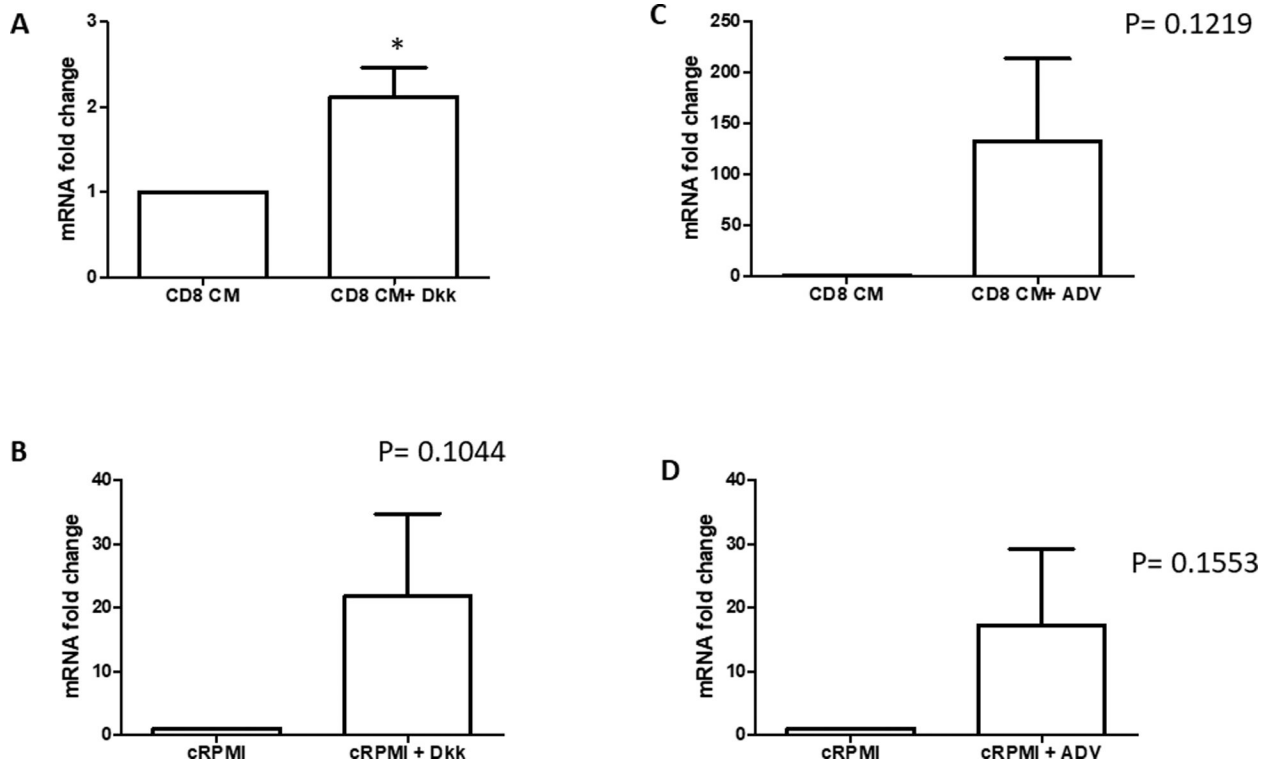 A
mRNA fold change
3
2
1
0
*
CD8 CM
CD8 CM+ Dkk
C
P= 0.1219
mRNA fold change
250
200
150
100
50
0
CD8 CM
CD8 CM+ ADV
B
P= 0.1044
mRNA fold change
40
30
20
10
0
cRPMI
cRPMI + Dkk
D
P= 0.1553
mRNA fold change
40
30
20
10
0
cRPMI
cRPMI + ADV